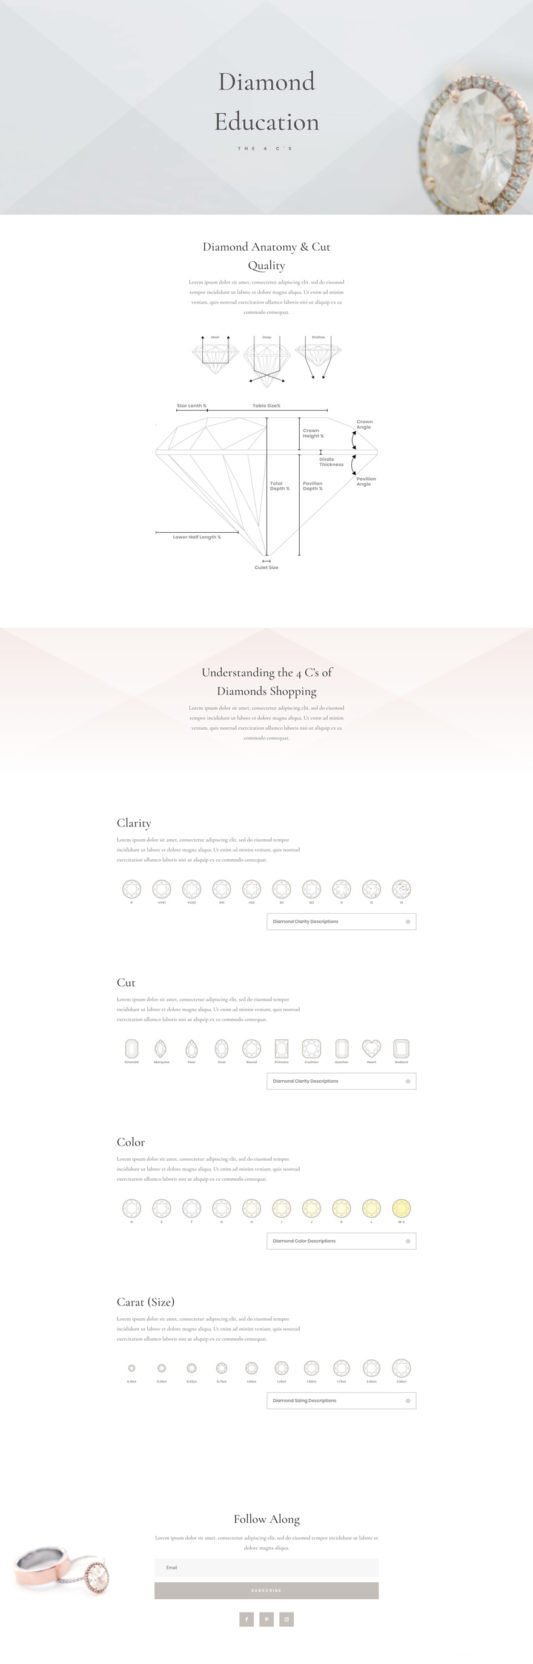 Diamond
Education
THE 4 C'S
Diamond Anatomy & Cut
Quality
Lorem ipsum dolor sit amet, consectetur adipiscing elit, sed do eiusmod
tempor incididunt ut labore et dolore magna aliqua. Ut enim ad minim
veniam, quis nostrud exercitation ullamco laboris nisi ut aliquip ex ea
commodo consequat.
Ideal Deep Shallow
Star Lenth % Table Size%
Crown
Angle
Crown
Height %
Girdle
Thickness
Total
Depth %
Pavilion
Depth %
Pavilion
Angle
Lower Half Length %
Culet Size
Understanding the 4 C's of
Diamonds Shopping
Lorem ipsum dolor sit amet, consectetur adipiscing elit, sed do eiusmod
tempor incididunt ut labore et dolore magna aliqua. Ut enim ad minim
veniam, quis nostrud exercitation ullamco laboris nisi ut aliquip ex ea
commodo consequat.
Clarity
Lorem ipsum dolor sit amet, consectetur adipiscing elit, sed do eiusmod tempor
incididunt ut labore et dolore magna aliqua. Ut enim ad minim veniam, quis nostrud
exercitation ullamco laboris nisi ut aliquip ex ea commodo consequat.
Diamond Clarity Descriptions
Cut
Lorem ipsum dolor sit amet, consectetur adipiscing elit, sed do eiusmod tempor
incididunt ut labore et dolore magna aliqua. Ut enim ad minim veniam, quis nostrud
exercitation ullamco laboris nisi ut aliquip ex ea commodo consequat.
Emerald Marquise Pear Oval Round Princess Cushion Asscher Heart Radiant
Diamond Clarity Descriptions
Color
Lorem ipsum dolor sit amet, consectetur adipiscing elit, sed do eiusmod tempor
incididunt ut labore et dolore magna aliqua. Ut enim ad minim veniam, quis nostrud
exercitation ullamco laboris nisi ut aliquip ex ea commodo consequat.
Diamond Color Descriptions
Carat (Size)
Lorem ipsum dolor sit amet, consectetur adipiscing elit, sed do eiusmod tempor
incididunt ut labore et dolore magna aliqua. Ut enim ad minim veniam, quis nostrud
exercitation ullamco laboris nisi ut aliquip ex ea commodo consequat.
Diamond Sizing Descriptions
Follow Along
Lorem ipsum dolor sit amet, consectetur adipiscing elit, sed do eiusmod tempor incididunt ut labore et
dolore magna aliqua.
Email
SUBSCRIBE